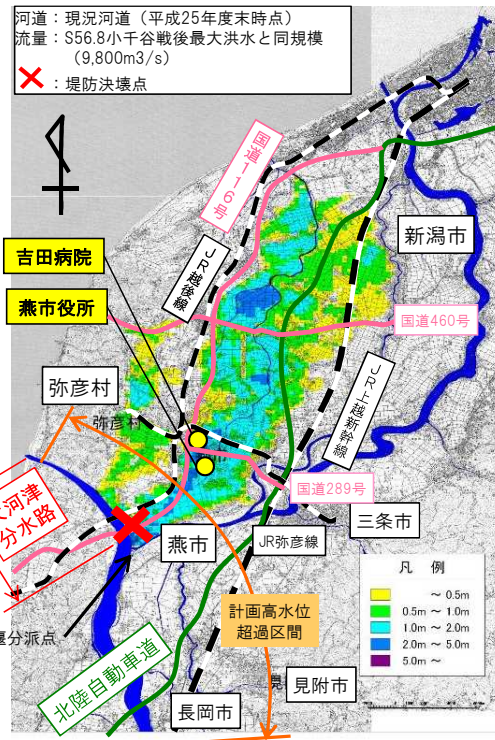 河道：現況河道（平成25年度末時点）
流量：S56.8小千谷戦後最大洪水と同規模
（9,800m3/s）
：堤防決壊点
国道116号
吉田病院
JR越後線
新潟市
燕市役所
国道460号
弥彦村
弥彦村
JR上越新幹線
河津
分水路
国道289号
三条市
燕市
JR弥彦線
凡 例
～ 0.5m
0.5m ～ 1.0m
1.0m ～ 2.0m
2.0m ～ 5.0m
5.0m ～
計画高水位
超過区間
分派点
北陸自動車道
見附市
長岡市